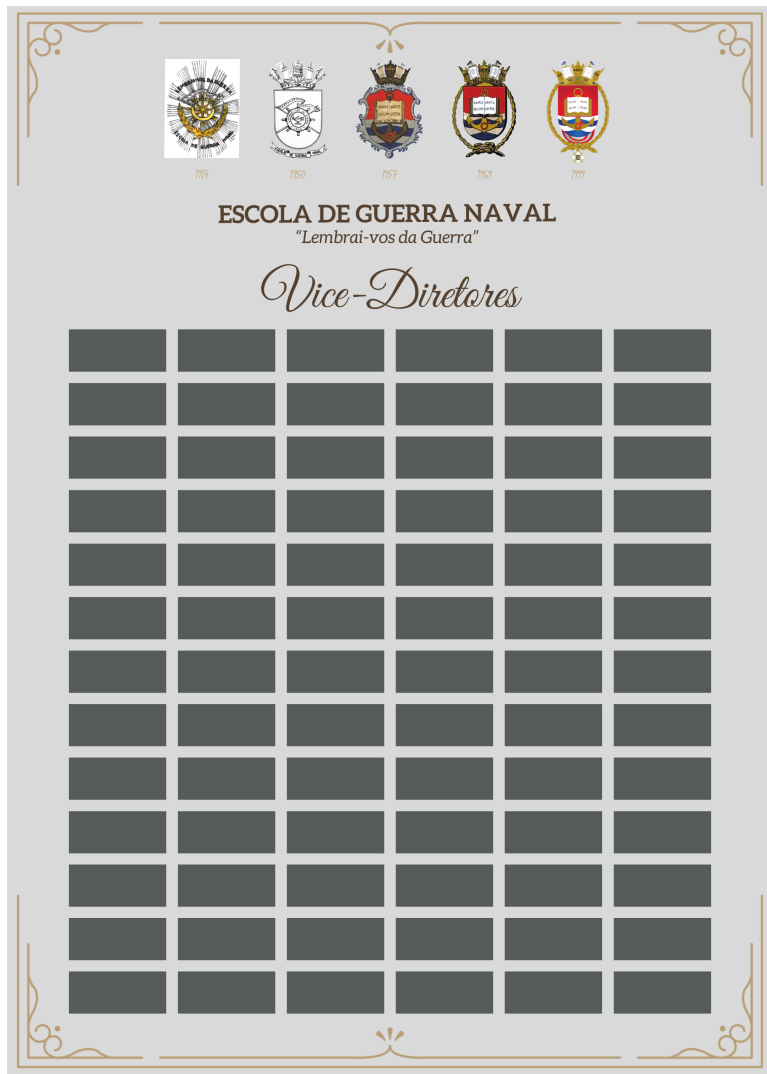 1914 1950 1957 1969 1999
ESCOLA DE GUERRA NAVAL
“Lembrai-vos da Guerra”
Vice-Diretores